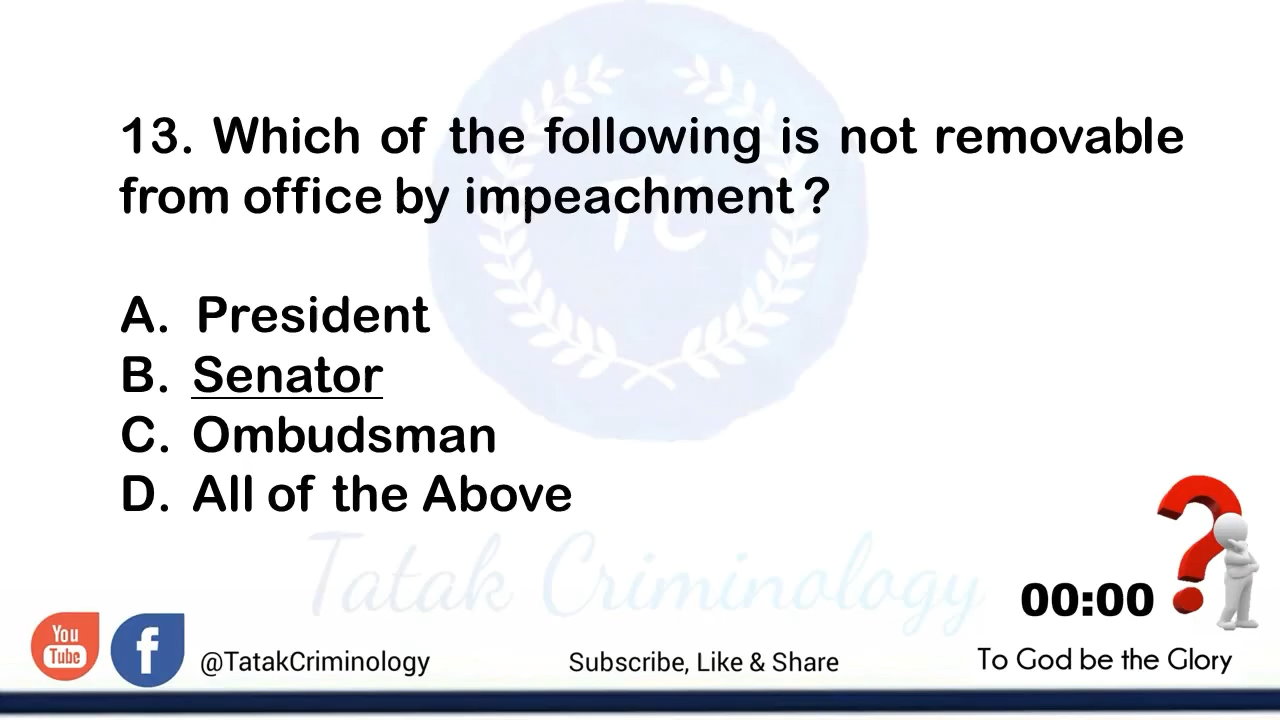 13. Which of the following is not removable
from office by impeachment ?
A. President
B. Senator
C. Ombudsman
D. All of the Above
TC
Tatak Criminology
00:00
You
Tube
f
@TatakCriminology
Subscribe, Like & Share
To God be the Glory